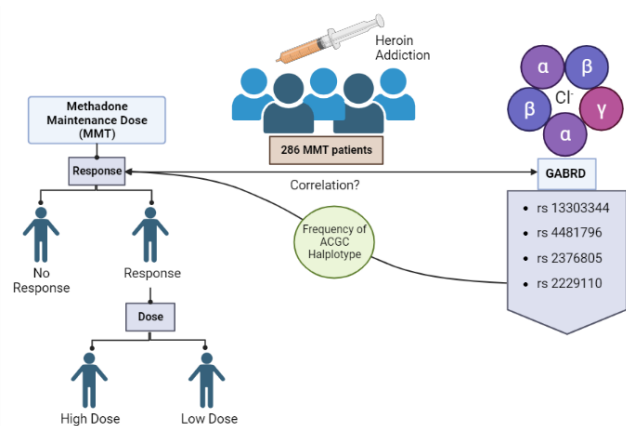 Heroin
Addiction
Methadone
Maintenance Dose
(MMT)
286 MMT patients
α
β
β
Cl-
γ
α
Response
Correlation?
GABRD
Frequency of
ACGC
Halplotype
• rs 13303344
• rs 4481796
• rs 2376805
• rs 2229110
No
Response
Response
Dose
High Dose
Low Dose